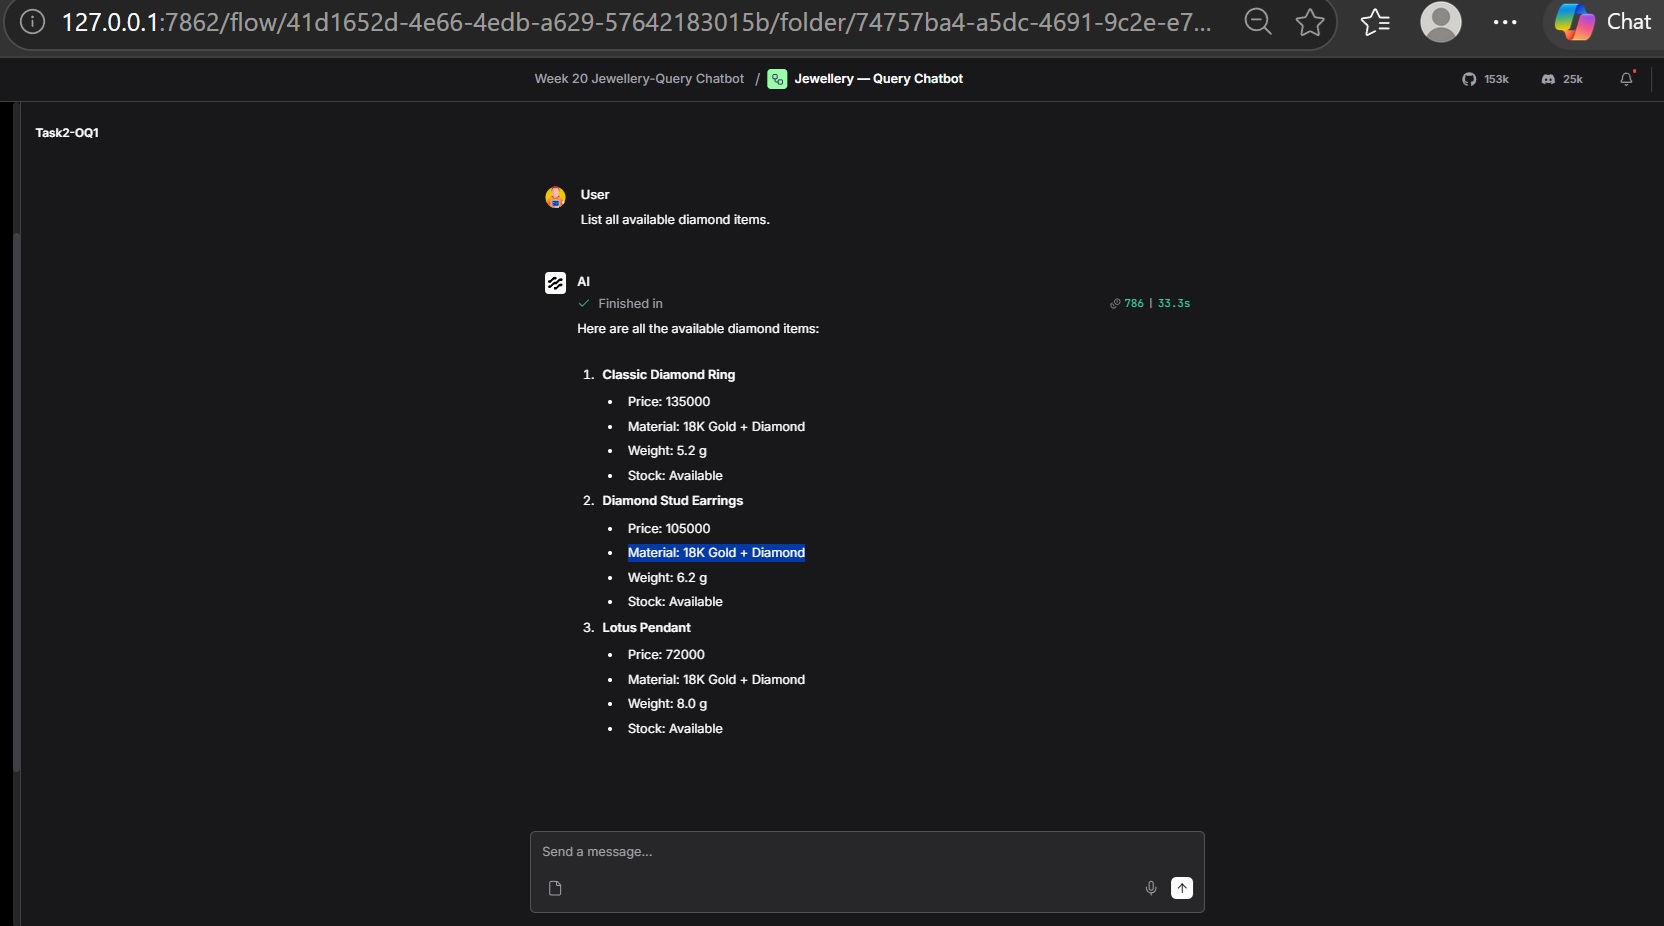 127.0.0.1:7862/flow/41d1652d-4e66-4edb-a629-57642183015b/folder/74757ba4-a5dc-4691-9c2e-e7...
Chat
Week 20 Jewellery-Query Chatbot / Jewellery — Query Chatbot
153k 25k
Task2-OQ1
User
List all available diamond items.
AI
Finished in 786 | 33.3s
Here are all the available diamond items:
1. Classic Diamond Ring
• Price: 135000
• Material: 18K Gold + Diamond
• Weight: 5.2 g
• Stock: Available
2. Diamond Stud Earrings
• Price: 105000
• Material: 18K Gold + Diamond
• Weight: 6.2 g
• Stock: Available
3. Lotus Pendant
• Price: 72000
• Material: 18K Gold + Diamond
• Weight: 8.0 g
• Stock: Available
Send a message...